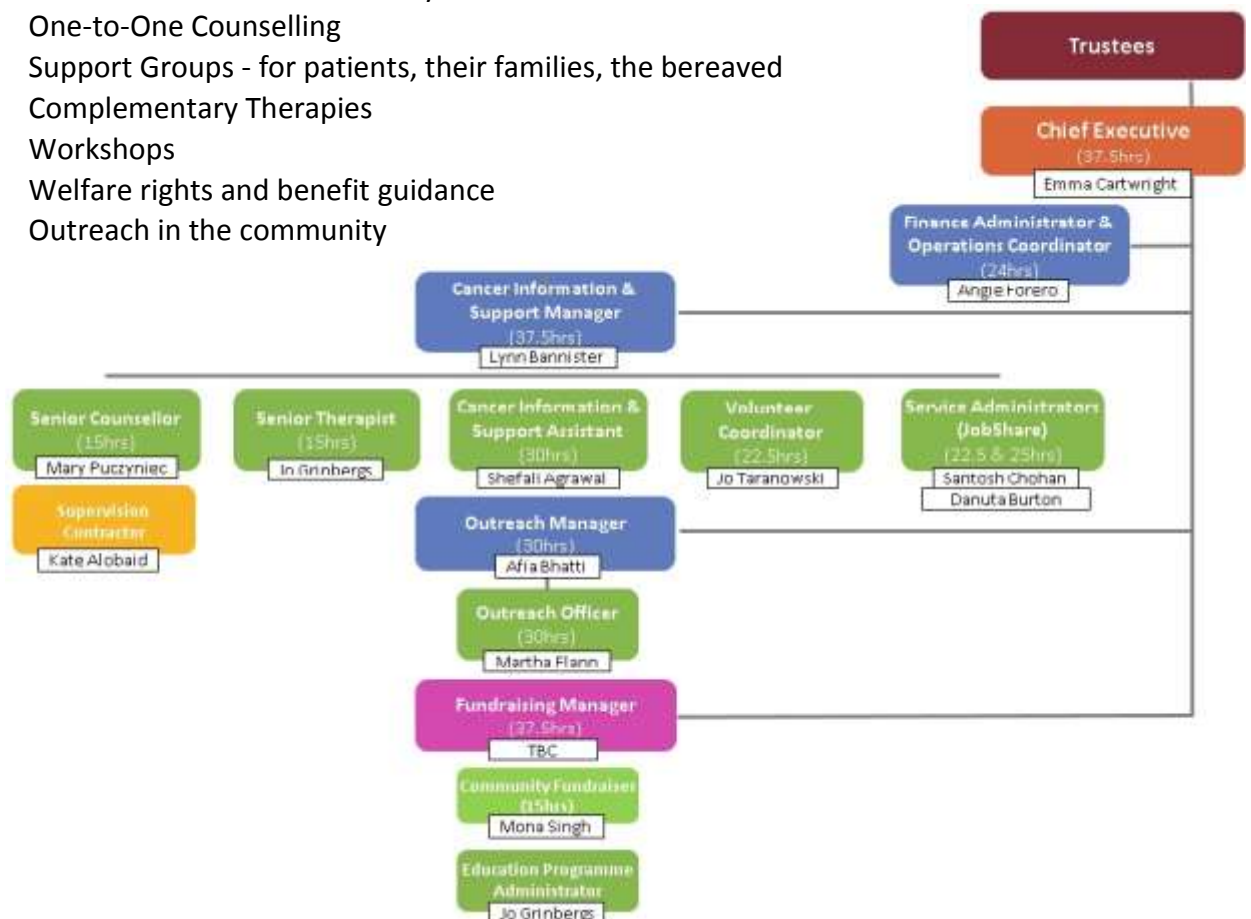 One-to-One Counselling
Support Groups - for patients, their families, the bereaved
Complementary Therapies
Workshops
Welfare rights and benefit guidance
Outreach in the community
Trustees
Chief Executive
(37.5hrs)
Emma Cartwright
Finance Administrator &
Operations Coordinator
(24hrs)
Angie Forero
Cancer Information &
Support Manager
(37.5hrs)
Lynn Bannister
Senior Counsellor
(15hrs)
Mary Puczyniec
Senior Therapist
(15hrs)
Jo Grinbergs
Cancer Information &
Support Assistant
(30hrs)
Shefali Agrawal
Volunteer
Coordinator
(22.5hrs)
Jo Taranowski
Service Administrators
(JobShare)
(22.5 & 25hrs)
Santosh Chohan
Danuta Burton
Supervision
Contractor
Kate Alobaid
Outreach Manager
(30hrs)
Afia Bhatti
Outreach Officer
(30hrs)
Martha Flann
Fundraising Manager
(37.5hrs)
TBC
Community Fundraiser
(15hrs)
Mona Singh
Education Programme
Administrator
Jo Grinbergs